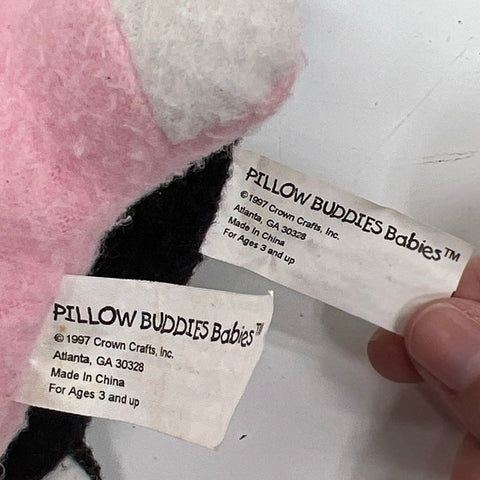 PILLOW BUDDIES Babies™
©1997 Crown Crafts, Inc.
Atlanta, GA 30328
Made In China
For Ages 3 and up
PILLOW BUDDIES Babies™
©1997 Crown Crafts, Inc.
Atlanta, GA 30328
Made In China
For Ages 3 and up